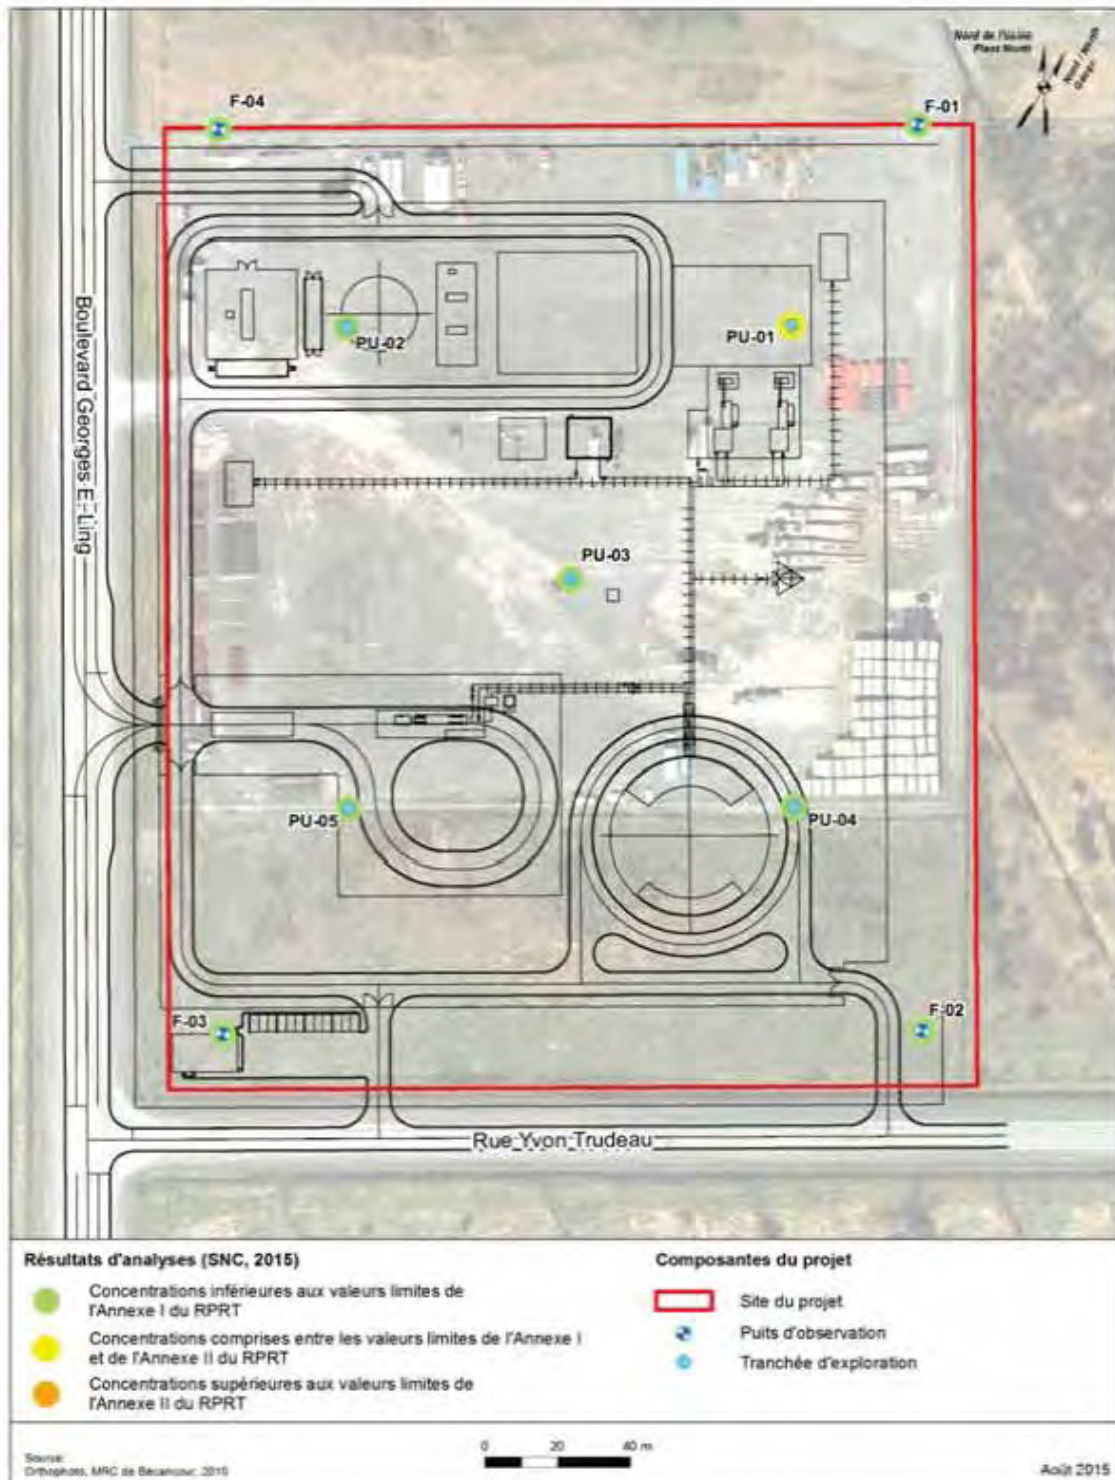 Nord de l'usine
Plant North
F-04
F-01
PU-02
PU-01
Boulevard Georges E.-Ling
PU-03
PU-05
PU-04
F-03
F-02
Rue Yvon Trudeau
Résultats d'analyses (SNC, 2015)
Concentrations inférieures aux valeurs limites de
l'Annexe I du RPRT
Concentrations comprises entre les valeurs limites de l'Annexe I
et de l'Annexe II du RPRT
Concentrations supérieures aux valeurs limites de
l'Annexe II du RPRT
Composantes du projet
Site du projet
Puits d'observation
Tranchée d'exploration
Source:
Orthophoto, MRC de Bécancour, 2010
0 20 40 m
Août 2015